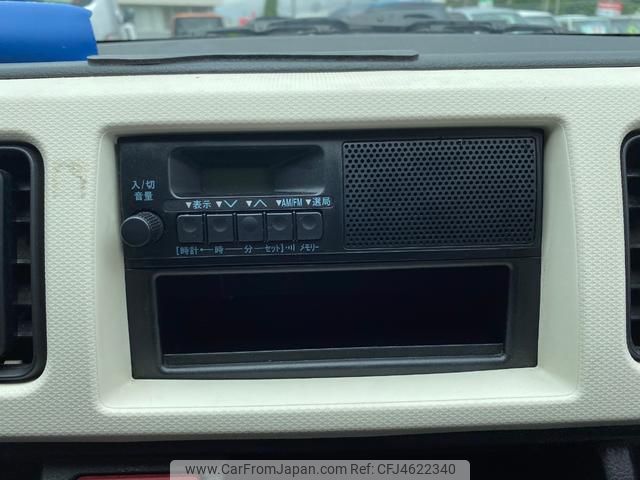 入/切
音量
▼表示 ▼╲╱ ▼╱╲ ▼AM/FM ▼選局
[時計•—時——分—セット]•١)) メモリー
www.CarFromJapan.com © CFJ4622340